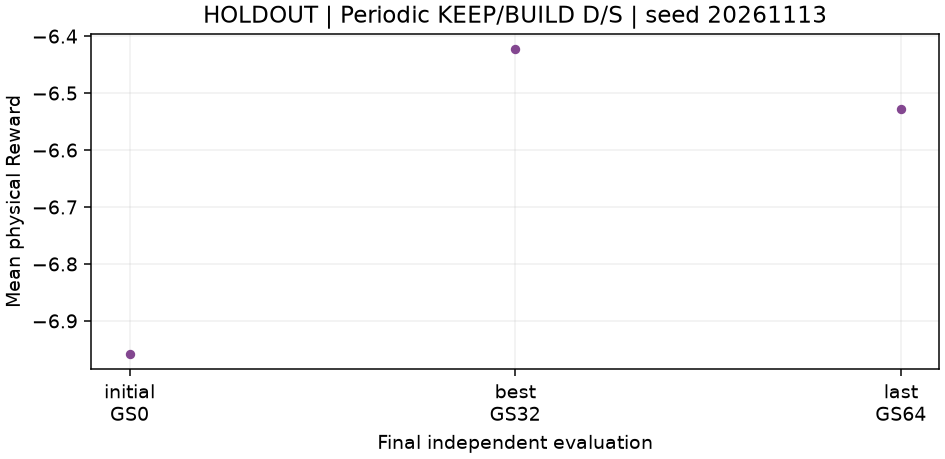 HOLDOUT | Periodic KEEP/BUILD D/S | seed 20261113
Mean physical Reward
−6.4
−6.5
−6.6
−6.7
−6.8
−6.9
initial
GS0
best
GS32
last
GS64
Final independent evaluation